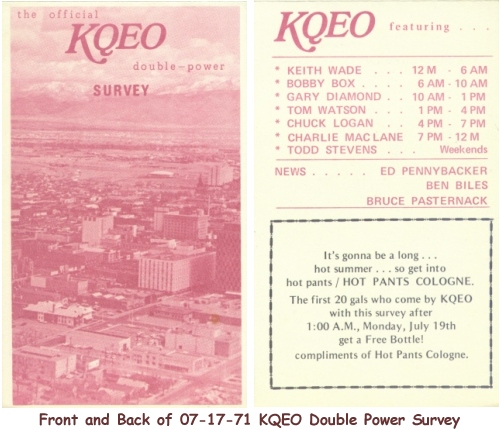 the official
KQEO
double-power
SURVEY
KQEO featuring . . .
* KEITH WADE . . . 12 M - 6 AM
* BOBBY BOX . . . . 6 AM - 10 AM
* GARY DIAMOND . 10 AM - 1 PM
* TOM WATSON . . . 1 PM - 4 PM
* CHUCK LOGAN . . 4 PM - 7 PM
* CHARLIE MAC LANE 7 PM - 12 M
* TODD STEVENS . . . Weekends
NEWS . . . . . ED PENNYBACKER
BEN BILES
BRUCE PASTERNACK
It's gonna be a long . . .
hot summer . . . so get into
hot pants / HOT PANTS COLOGNE.
The first 20 gals who come by KQEO
with this survey after
1:00 A.M., Monday, July 19th
get a Free Bottle!
compliments of Hot Pants Cologne.
Front and Back of 07-17-71 KQEO Double Power Survey